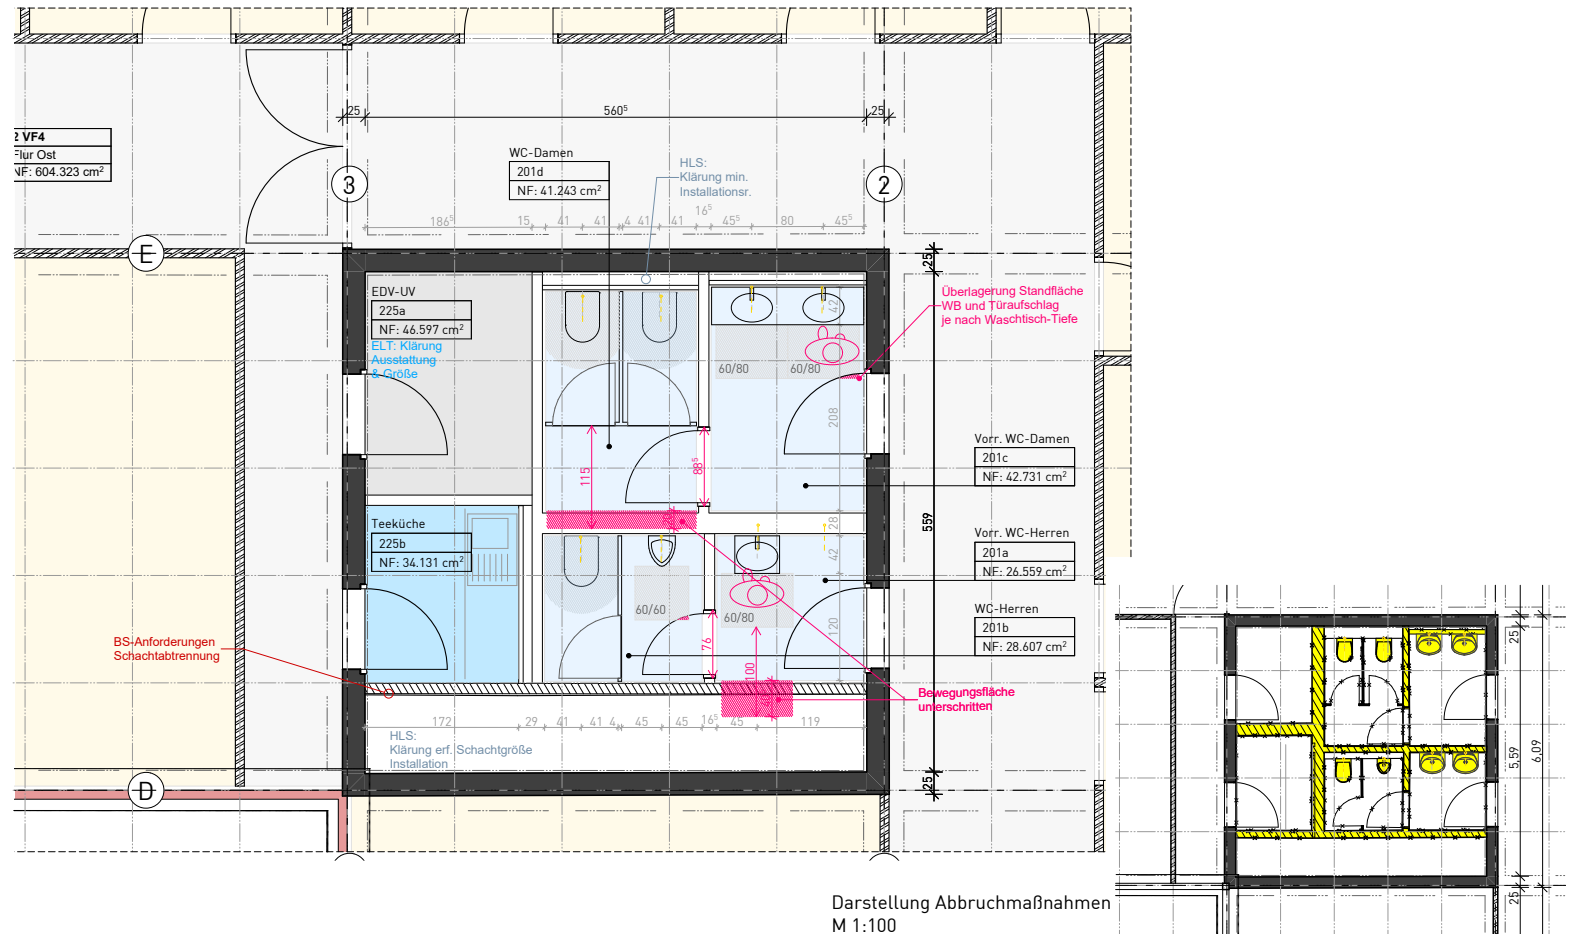 25
560⁵
25
2 VF4
Flur Ost
NF: 604.323 cm²
WC-Damen
201d
NF: 41.243 cm²
HLS:
Klärung min.
Installationsr.
3
2
186⁵
15
41
41
4
41
41
16⁵
45⁵
80
45⁵
E
25
EDV-UV
225a
NF: 46.597 cm²
ELT: Klärung
Ausstattung
& Größe
42
60/80
60/80
Überlagerung Standfläche
WB und Türaufschlag
je nach Waschtisch-Tiefe
208
115
88⁵
Vorr. WC-Damen
201c
NF: 42.731 cm²
Teeküche
225b
NF: 34.131 cm²
28
559
42
Vorr. WC-Herren
201a
NF: 26.559 cm²
60/60
60/80
120
76
100
WC-Herren
201b
NF: 28.607 cm²
BS-Anforderungen
Schachtabtrennung
Bewegungsfläche
unterschritten
172
29
41
41
4
45
45
16⁵
45
119
HLS:
Klärung erf. Schachtgröße
Installation
D
25
25
5,59
6,09
25
Darstellung Abbruchmaßnahmen
M 1:100